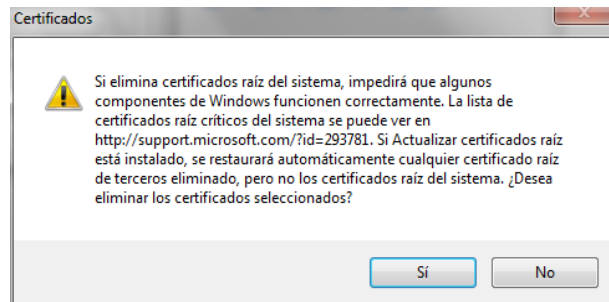 Certificados
Si elimina certificados raíz del sistema, impedirá que algunos
componentes de Windows funcionen correctamente. La lista de
certificados raíz críticos del sistema se puede ver en
http://support.microsoft.com/?id=293781. Si Actualizar certificados raíz
está instalado, se restaurará automáticamente cualquier certificado raíz
de terceros eliminado, pero no los certificados raíz del sistema. ¿Desea
eliminar los certificados seleccionados?
Sí
No